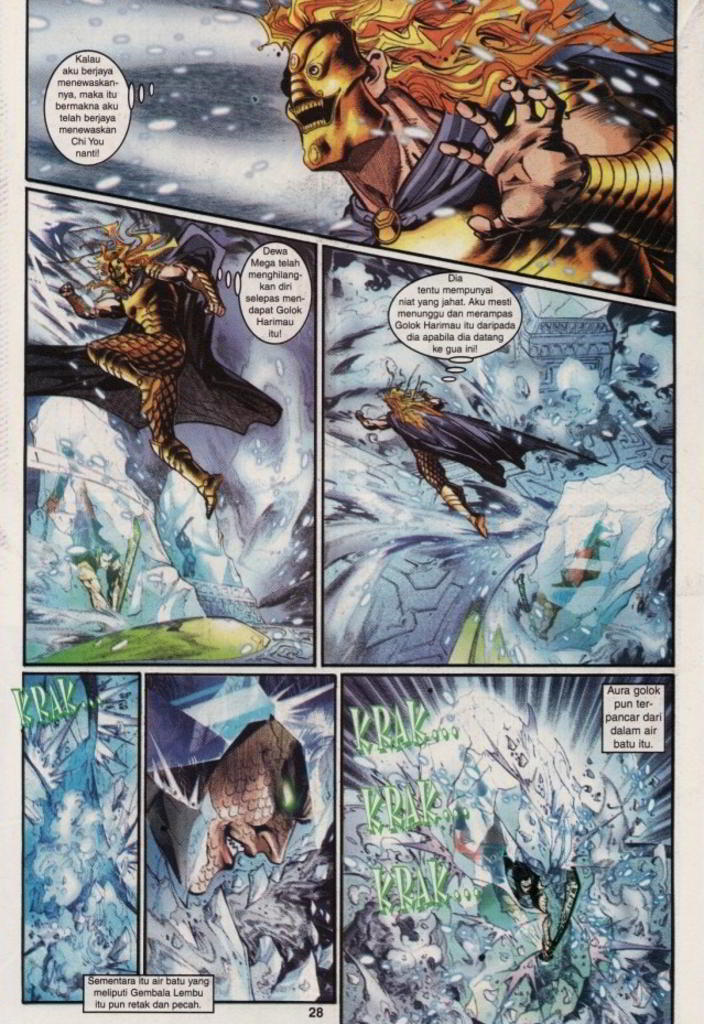 Kalau
aku berjaya
menewaskan-
nya, maka itu
bermakna aku
telah berjaya
menewaskan
Chi You
nanti!
Dewa
Mega telah
menghilang-
kan diri
selepas men-
dapat Golok
Harimau
itu!
Dia
tentu mempunyai
niat yang jahat. Aku mesti
menunggu dan merampas
Golok Harimau itu daripada
dia apabila dia datang
ke gua ini!
KRAK...
Sementara itu air batu yang
meliputi Gembala Lembu
itu pun retak dan pecah.
Aura golok
pun ter-
pancar dari
dalam air
batu itu.
KRAK...
KRAK...
KRAK...
28